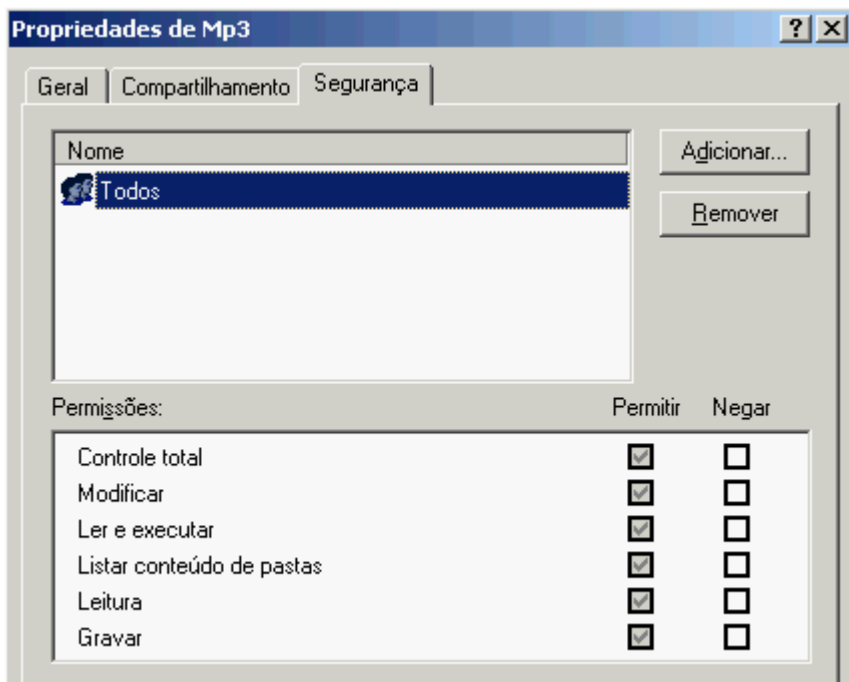 Propriedades de Mp3
Geral Compartilhamento Segurança
Nome
Adicionar...
Todos
Remover
Permissões: Permitir Negar
Controle total
Modificar
Ler e executar
Listar conteúdo de pastas
Leitura
Gravar